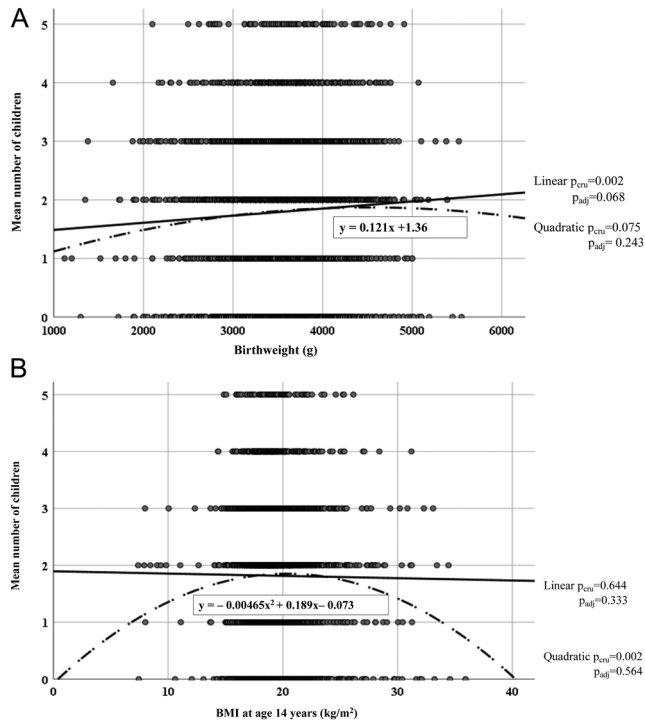 A
5
4
3
2
1
0
Mean number of children
1000 2000 3000 4000 5000 6000
Birthweight (g)
y = 0.121x +1.36
Linear pcru=0.002
padj=0.068
Quadratic pcru=0.075
padj= 0.243
B
5
4
3
2
1
0
Mean number of children
0 10 20 30 40
BMI at age 14 years (kg/m²)
y = − 0.00465x² + 0.189x− 0.073
Linear pcru=0.644
padj=0.333
Quadratic pcru=0.002
padj=0.564